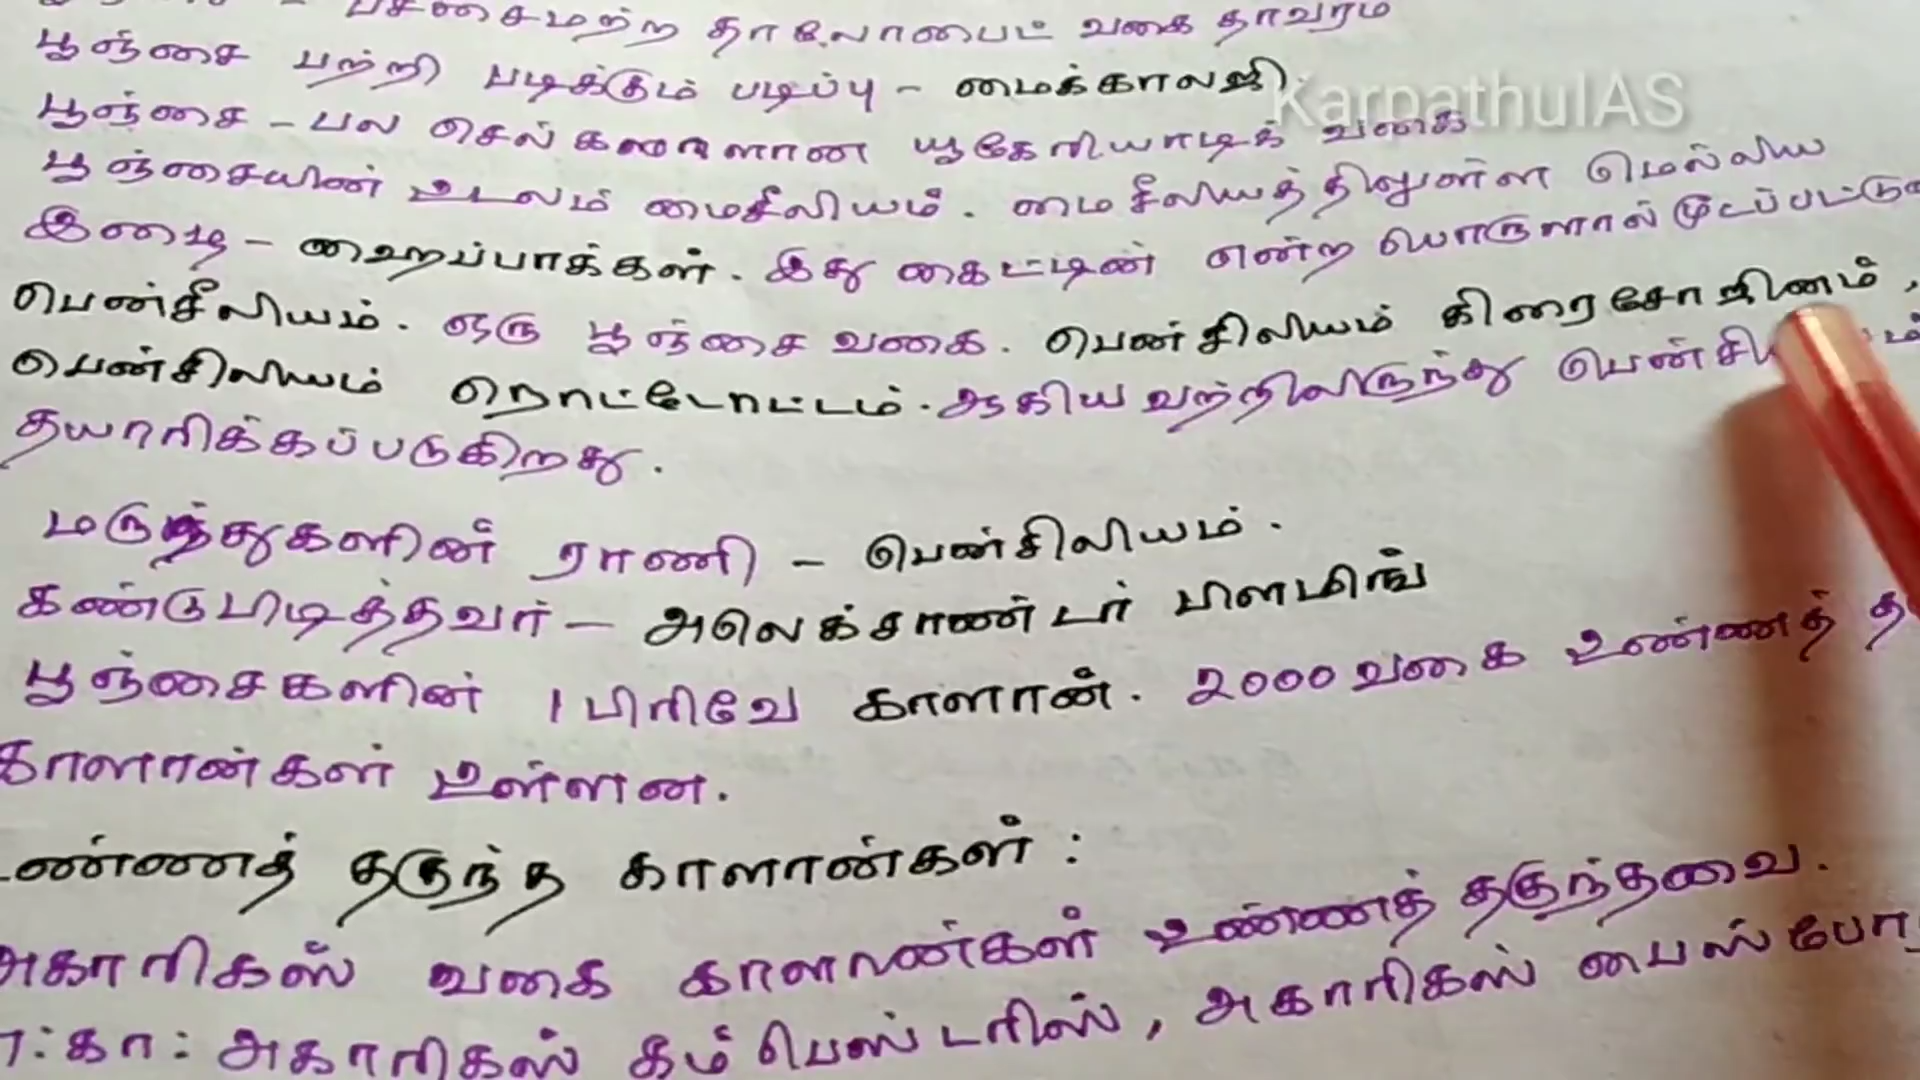 பச்சைமற்ற தாலோபைட் வகை தாவரம்
பூஞ்சை பற்றி படிக்கும் படிப்பு - மைக்காலஜி
KarpathuIAS
பூஞ்சை - பல செல்களாளான யூகேரியாடிக் வகை
பூஞ்சையின் உடலம் மைசீலியம். மைசீலியத்திலுள்ள மெல்லிய
இழை - ஹைப்பாக்கள். இது கைட்டின் என்ற பொருளால் மூடப்பட்டு
பென்சீலியம். ஒரு பூஞ்சை வகை. பென்சிலியம் கிரைசோஜினம்,
பென்சிலியம் நொட்டேட்டம். ஆகியவற்றிலிருந்து
தயாரிக்கப்படுகிறது.
மருந்துகளின் ராணி - பென்சிலியம்.
கண்டுபிடித்தவர் - அலெக்சாண்டர் பிளமிங்
பூஞ்சைகளின் 1 பிரிவே காளான். 2000 வகை உண்ணத்
காளான்கள் உள்ளன.
உண்ணத் தகுந்த காளான்கள் :
அகாரிகஸ் வகை காளான்கள் உண்ணத் தகுந்தவை.
எ:கா: அகாரிகஸ் கம்பெஸ்டரிஸ், அகாரிகஸ் பைஸ்போ